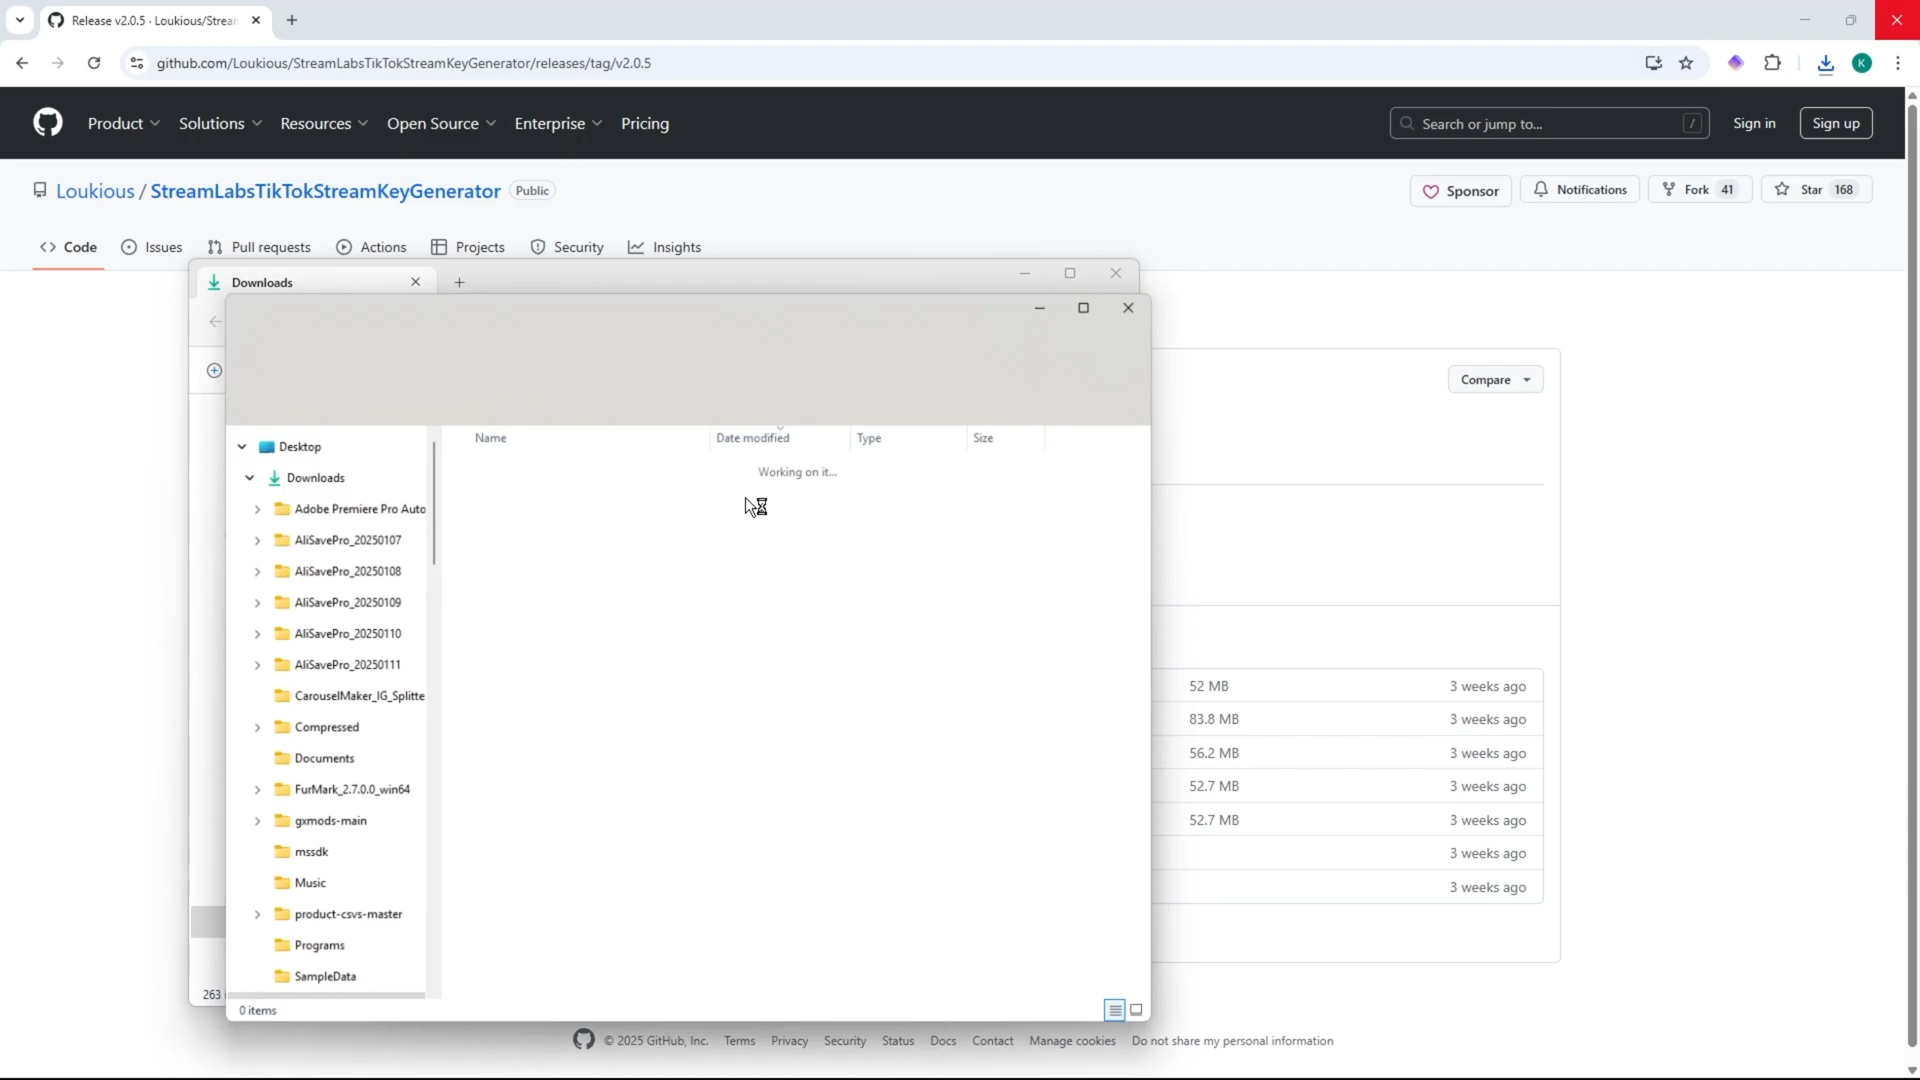 Release v2.0.5 · Loukious/Strear
github.com/Loukious/StreamLabsTikTokStreamKeyGenerator/releases/tag/v2.0.5
K
Product
Solutions
Resources
Open Source
Enterprise
Pricing
Search or jump to...
/
Sign in
Sign up
Loukious / StreamLabsTikTokStreamKeyGenerator
Public
Sponsor
Notifications
Fork 41
Star 168
Code
Issues
Pull requests
Actions
Projects
Security
Insights
Downloads
Compare
Name
Date modified
Type
Size
Working on it...
Desktop
Downloads
Adobe Premiere Pro Auto
AliSavePro_20250107
AliSavePro_20250108
AliSavePro_20250109
AliSavePro_20250110
AliSavePro_20250111
CarouselMaker_IG_Splitte
Compressed
Documents
FurMark_2.7.0.0_win64
gxmods-main
mssdk
Music
product-csvs-master
Programs
SampleData
52 MB 3 weeks ago
83.8 MB 3 weeks ago
56.2 MB 3 weeks ago
52.7 MB 3 weeks ago
52.7 MB 3 weeks ago
3 weeks ago
3 weeks ago
263 i
0 items
© 2025 GitHub, Inc. Terms Privacy Security Status Docs Contact Manage cookies Do not share my personal information